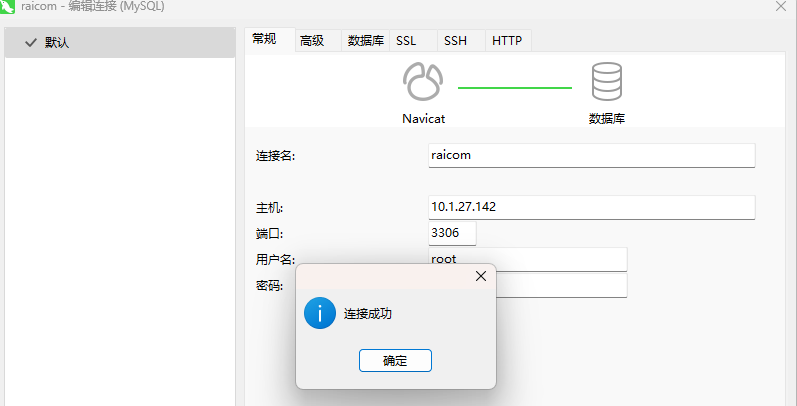 raicom - 编辑连接 (MySQL)
默认
常规 高级 数据库 SSL SSH HTTP
Navicat 数据库
连接名: raicom
主机: 10.1.27.142
端口: 3306
用户名: root
密码:
连接成功
确定